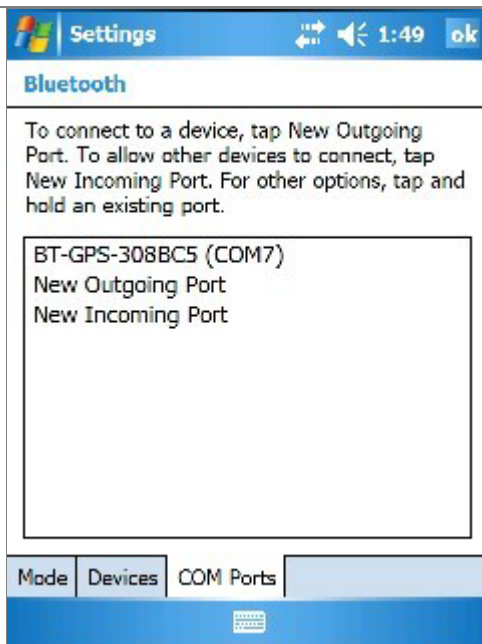 Settings 1:49 ok
Bluetooth
To connect to a device, tap New Outgoing
Port. To allow other devices to connect, tap
New Incoming Port. For other options, tap and
hold an existing port.
BT-GPS-308BC5 (COM7)
New Outgoing Port
New Incoming Port
Mode Devices COM Ports